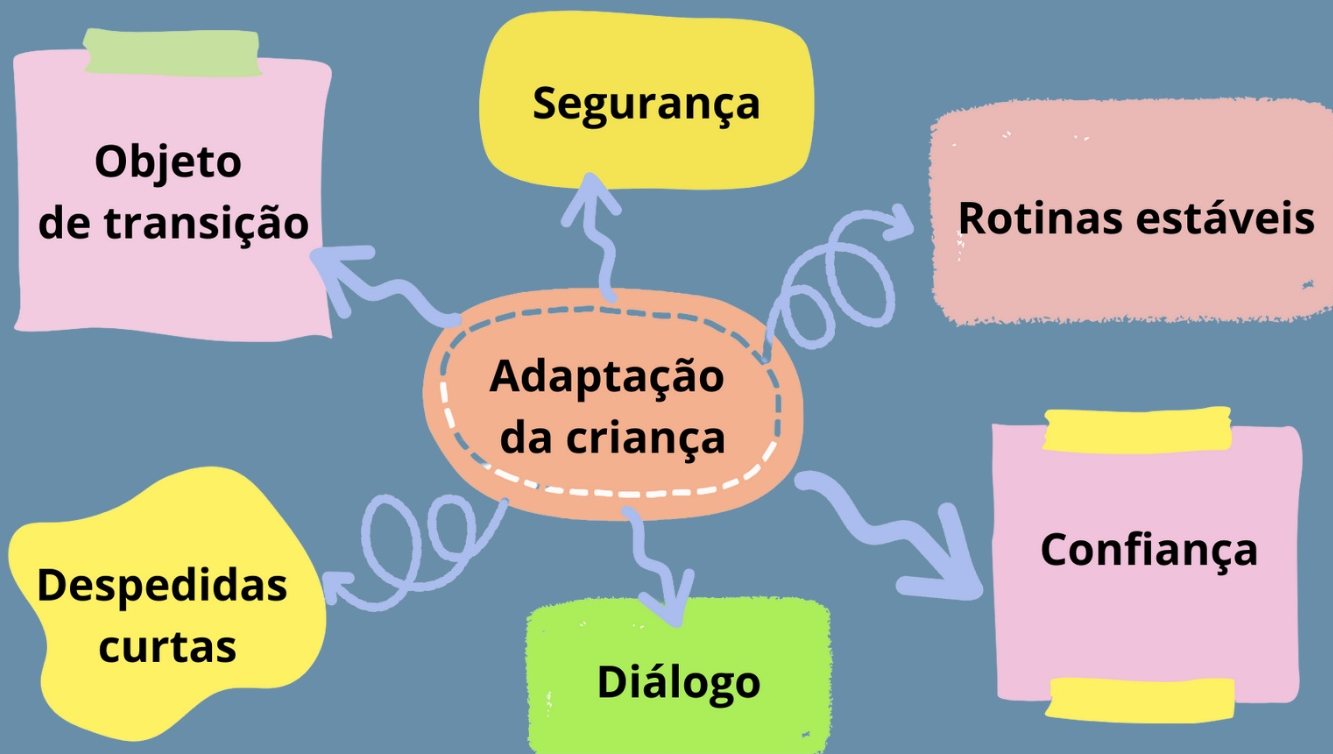 Segurança
Objeto
de transição
Rotinas estáveis
Adaptação
da criança
Confiança
Despedidas
curtas
Diálogo